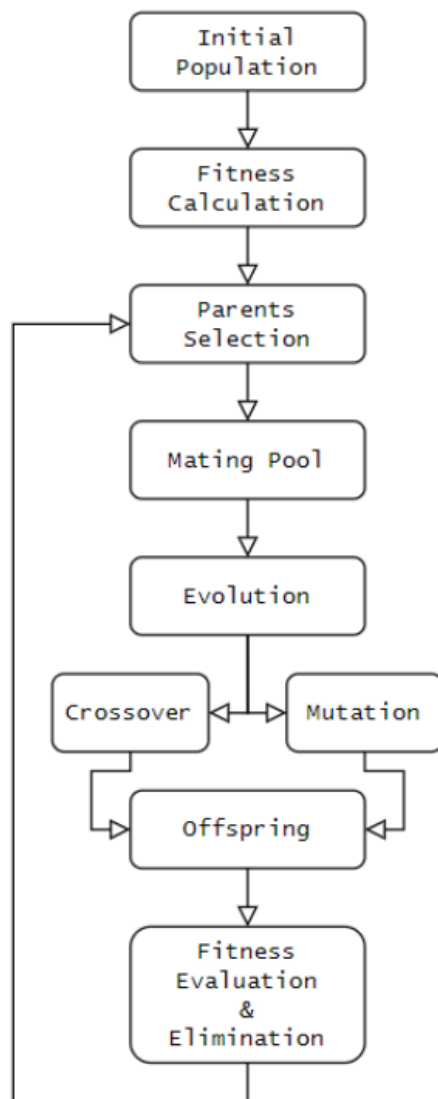 Initial
Population
Fitness
Calculation
Parents
Selection
Mating Pool
Evolution
Crossover
Mutation
Offspring
Fitness
Evaluation
&
Elimination